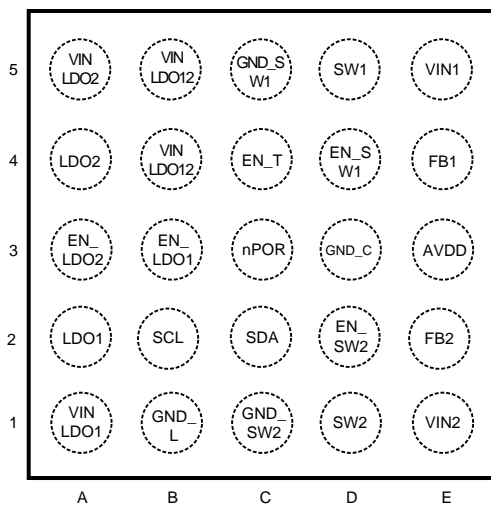 5
VIN
LDO2
VIN
LDO12
GND_S
W1
SW1
VIN1
4
LDO2
VIN
LDO12
EN_T
EN_S
W1
FB1
3
EN_
LDO2
EN_
LDO1
nPOR
GND_C
AVDD
2
LDO1
SCL
SDA
EN_
SW2
FB2
1
VIN
LDO1
GND_
L
GND_
SW2
SW2
VIN2
A B C D E